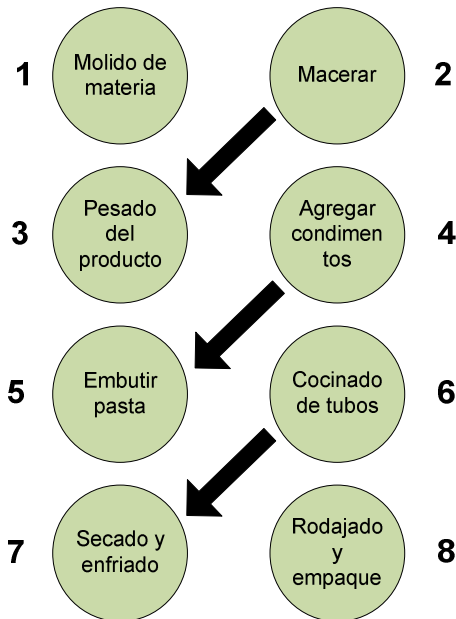 1
Molido de
materia
Macerar
2
3
Pesado
del
producto
Agregar
condimen
tos
4
5
Embutir
pasta
Cocinado
de tubos
6
7
Secado y
enfriado
Rodajado
y
empaque
8